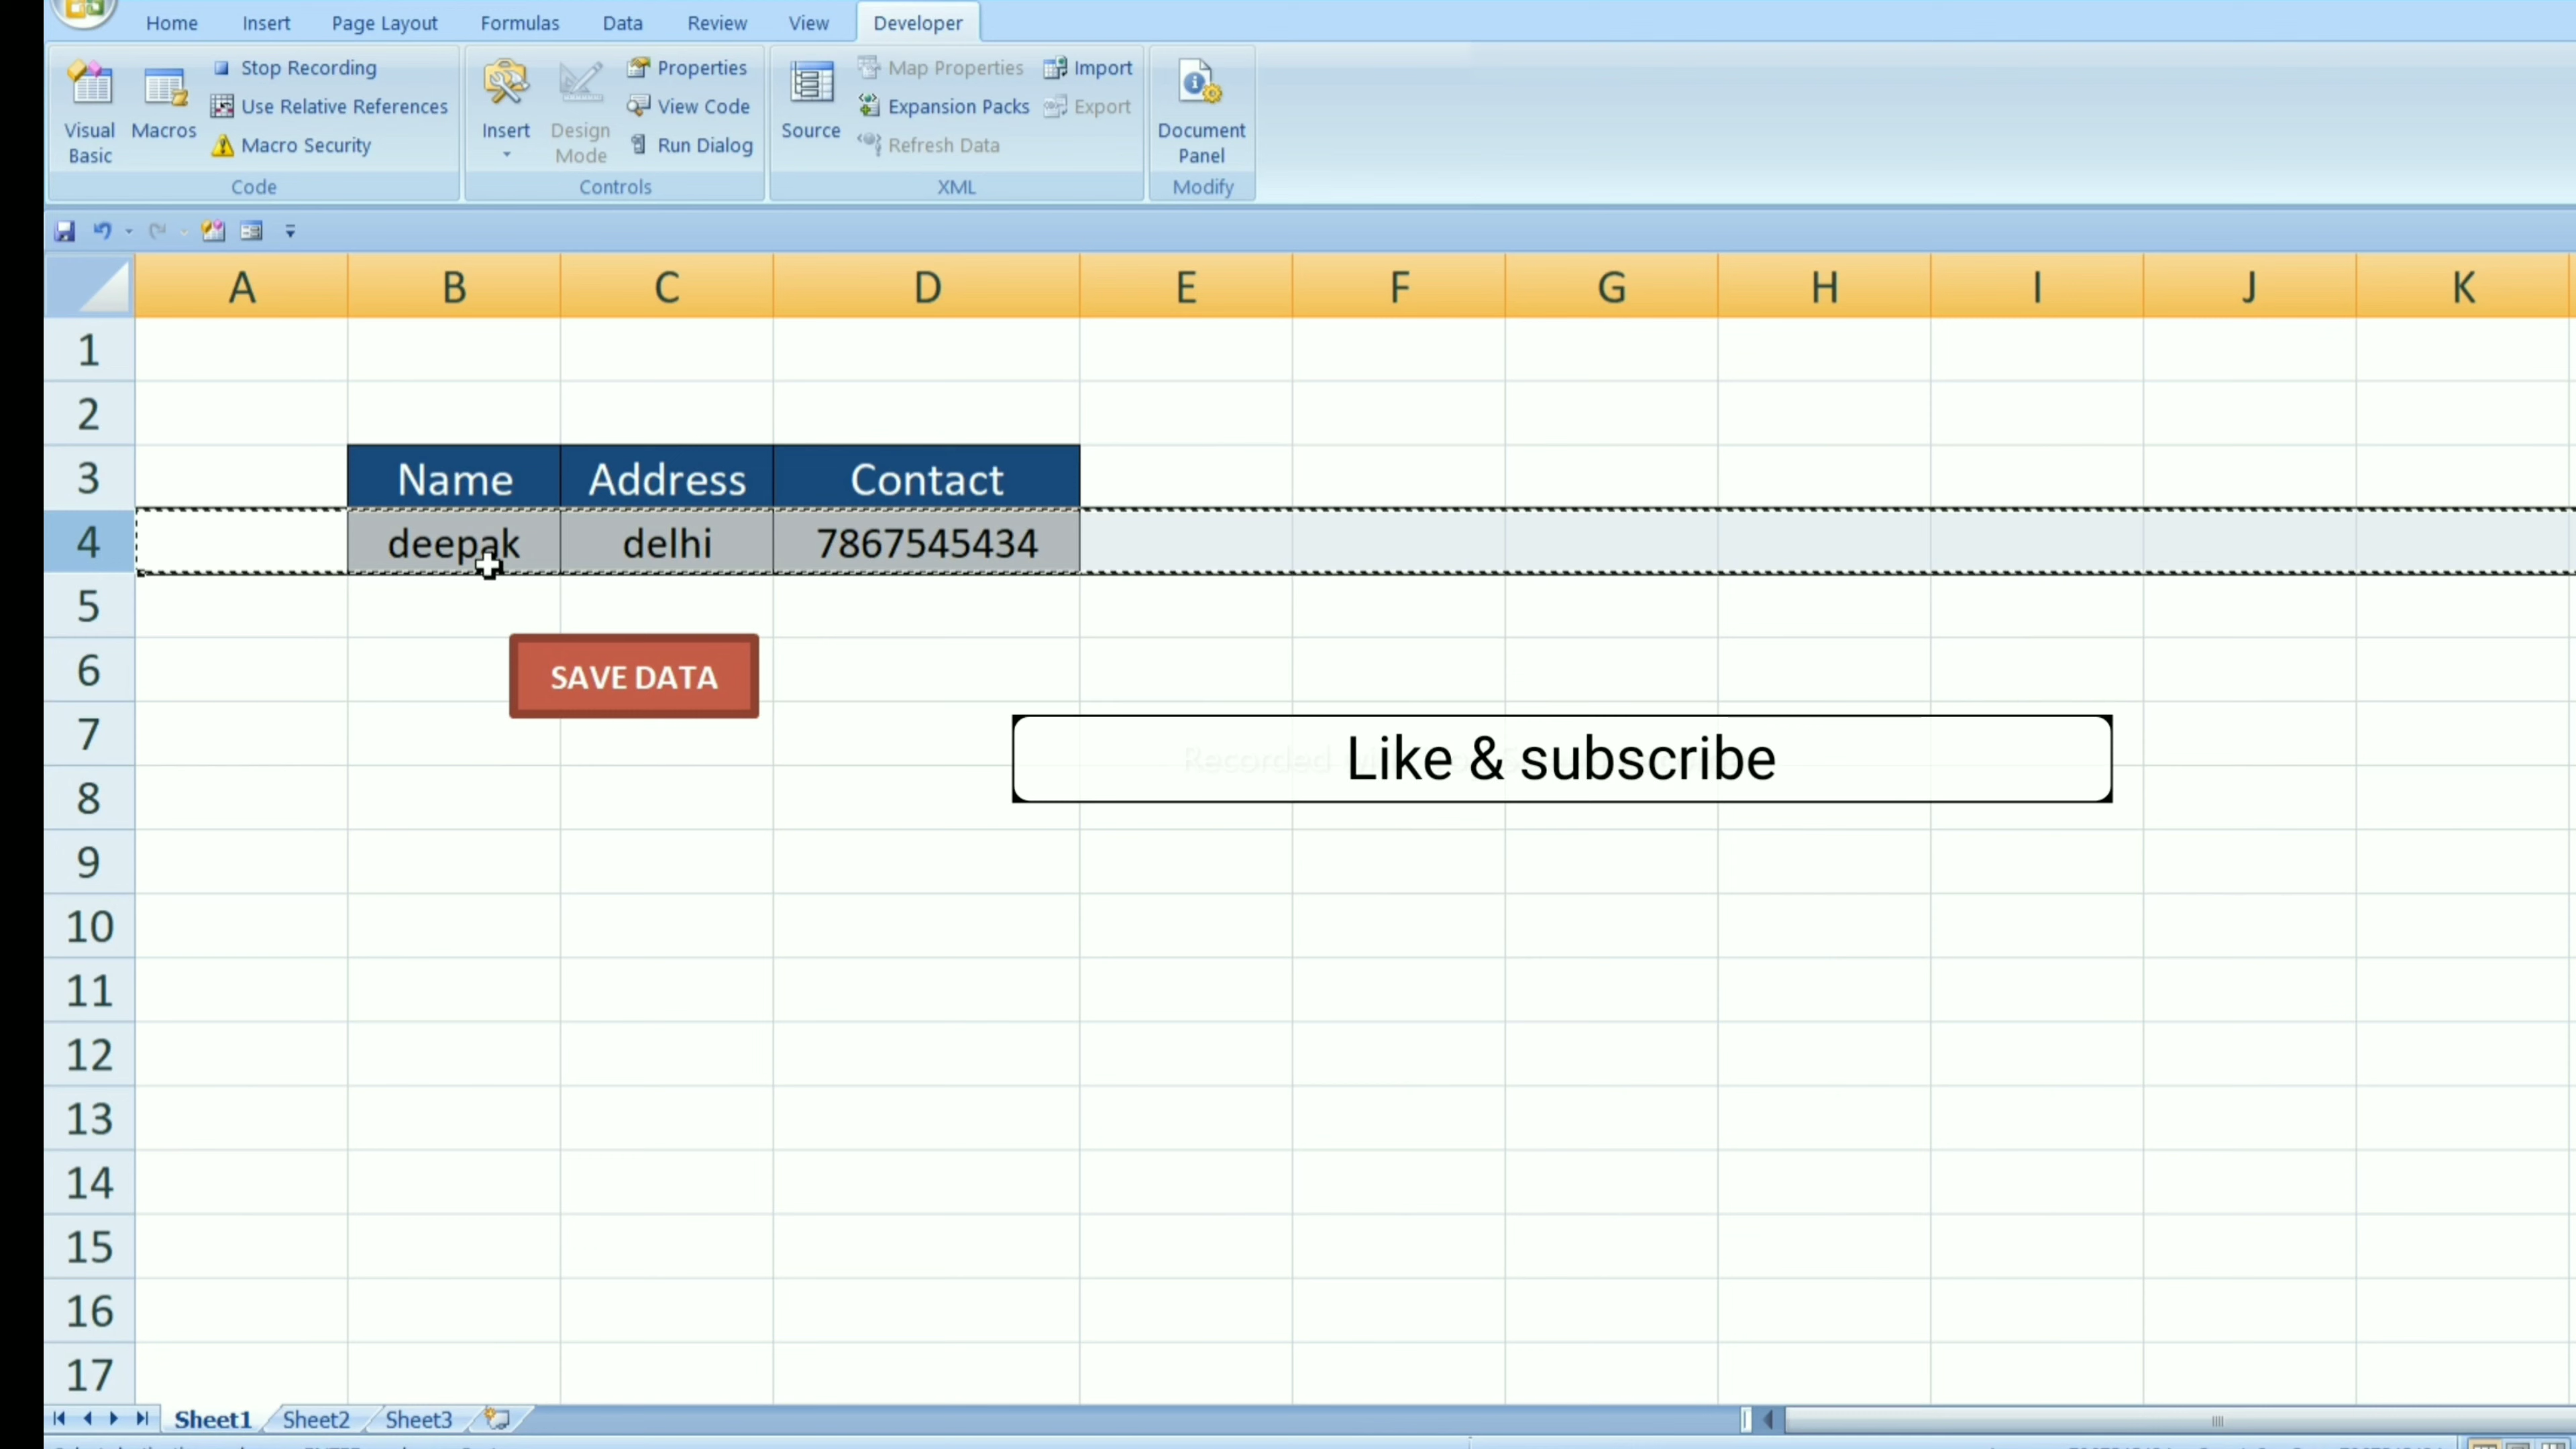 Home Insert Page Layout Formulas Data Review View Developer
Stop Recording
Use Relative References
Macro Security
Visual Basic
Macros
Code
Insert
Design Mode
Properties
View Code
Run Dialog
Controls
Source
Map Properties
Expansion Packs
Refresh Data
Import
Export
XML
Document Panel
Modify
A B C D E F G H I J K
1
2
3 Name Address Contact
4 deepak delhi 7867545434
5
6 SAVE DATA
7
Recorded Like & subscribe
8
9
10
11
12
13
14
15
16
17
Sheet1 Sheet2 Sheet3